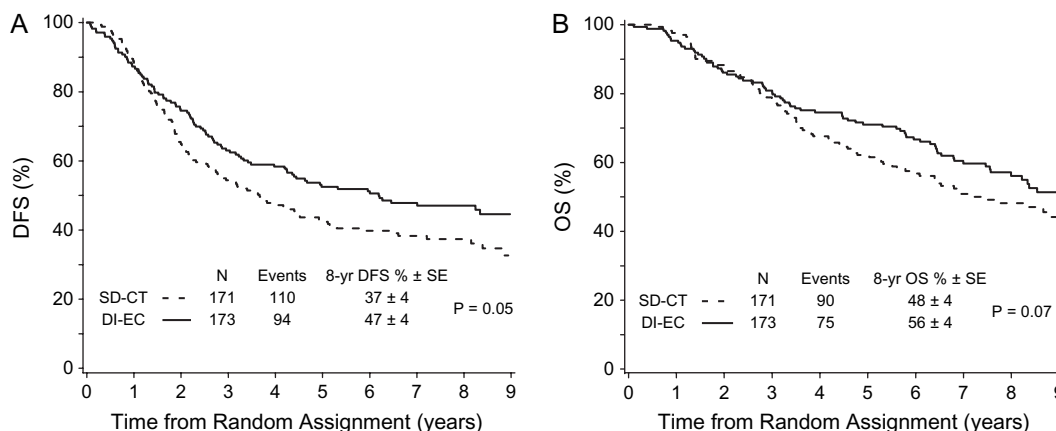 A
100
80
60
40
20
0
DFS (%)
N Events 8-yr DFS % ± SE
SD-CT 171 110 37 ± 4
DI-EC 173 94 47 ± 4
P = 0.05
0 1 2 3 4 5 6 7 8 9
Time from Random Assignment (years)
B
100
80
60
40
20
0
OS (%)
N Events 8-yr OS % ± SE
SD-CT 171 90 48 ± 4
DI-EC 173 75 56 ± 4
P = 0.07
0 1 2 3 4 5 6 7 8 9
Time from Random Assignment (years)